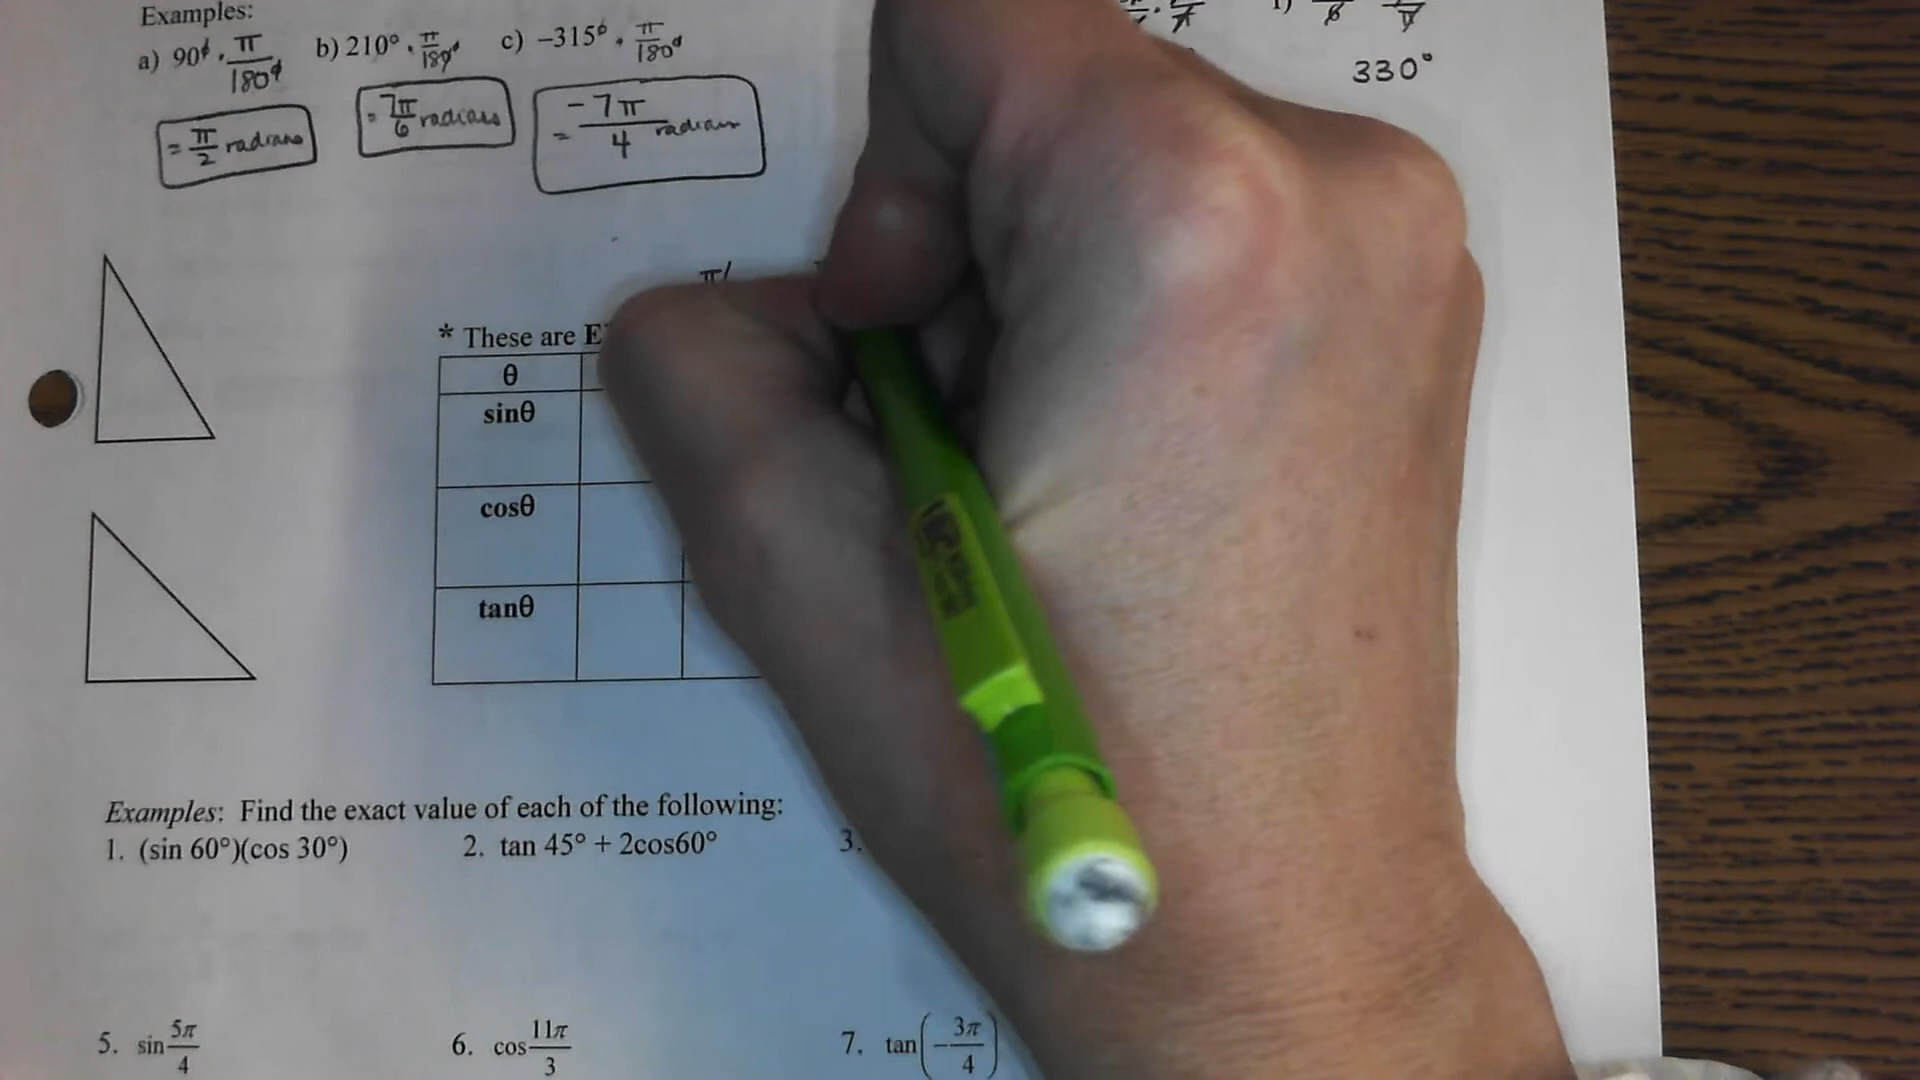 Examples:
a) 90° · π/180° b) 210° · π/180° c) −315° · π/180° 330°
= π/2 radians = 7π/6 radians = −7π/4 radians
* These are
θ
sinθ
cosθ
tanθ
Examples: Find the exact value of each of the following:
1. (sin 60°)(cos 30°) 2. tan 45° + 2cos60° 3.
5. sin 5π/4 6. cos 11π/3 7. tan(−3π/4)